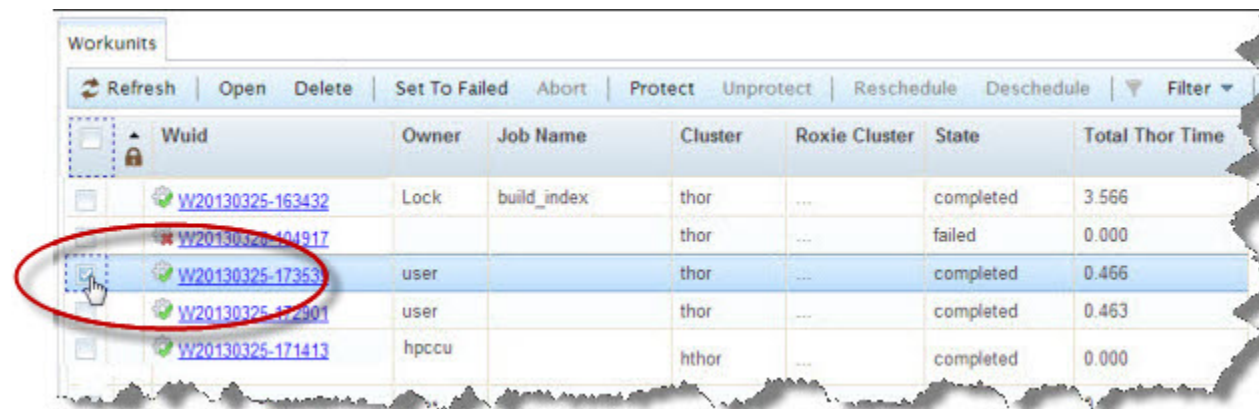 Workunits
Refresh | Open Delete | Set To Failed Abort | Protect Unprotect | Reschedule Deschedule | Filter
Wuid Owner Job Name Cluster Roxie Cluster State Total Thor Time
W20130325-163432 Lock build_index thor ... completed 3.566
thor ... failed 0.000
user thor ... completed 0.466
W20130325-172901 user thor ... completed 0.463
W20130325-171413 hpccu hthor ... completed 0.000